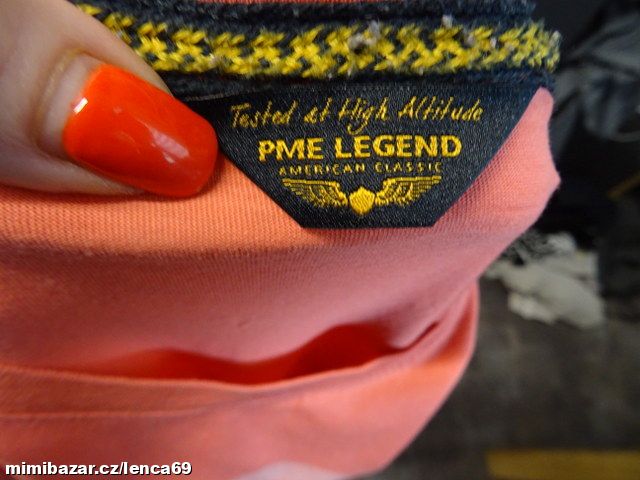 Tested at High Altitude
PME LEGEND
AMERICAN CLASSIC
mimibazar.cz/lenca69